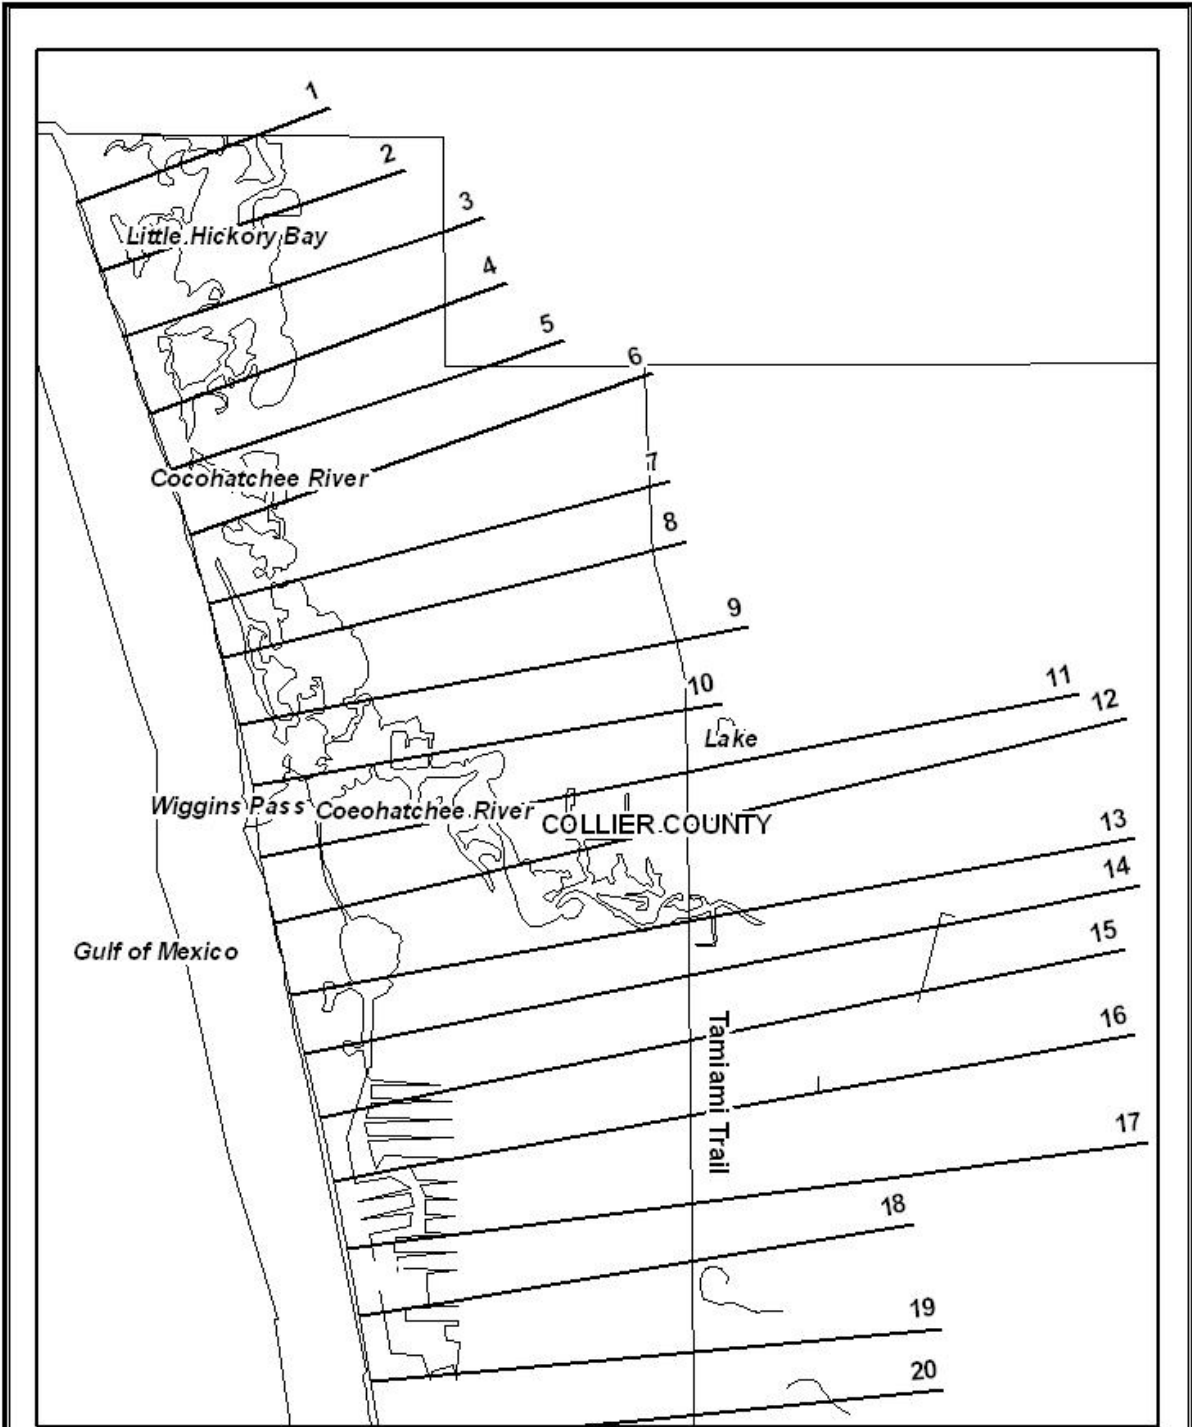 1
2
Little Hickory Bay
3
4
5
6
Cocohatchee River
7
8
9
10
11
12
Lake
Wiggins Pass
Coeohatchee River
COLLIER COUNTY
13
14
Gulf of Mexico
15
16
Tamiami Trail
17
18
19
20